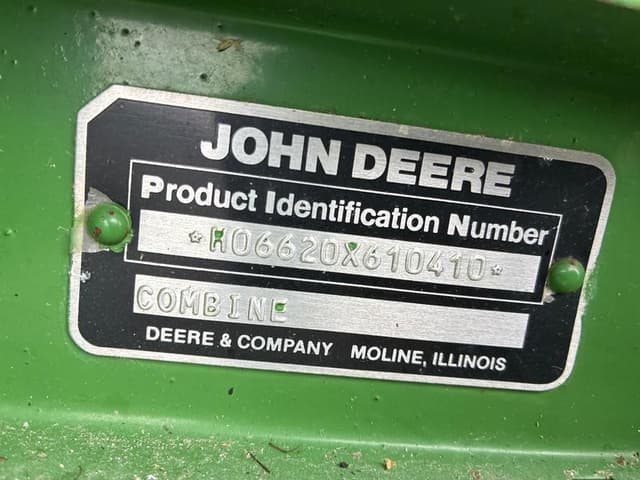 JOHN DEERE
Product Identification Number
*H06620X610410*
COMBINE
DEERE & COMPANY MOLINE, ILLINOIS